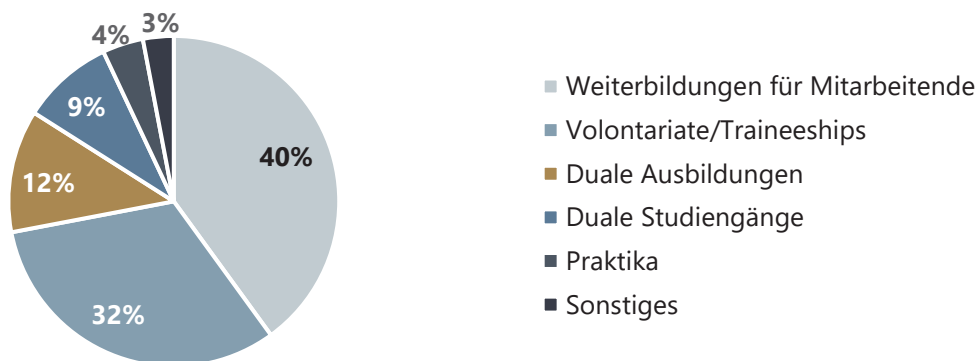 3%
4%
9%
40%
12%
32%
Weiterbildungen für Mitarbeitende
Volontariate/Traineeships
Duale Ausbildungen
Duale Studiengänge
Praktika
Sonstiges